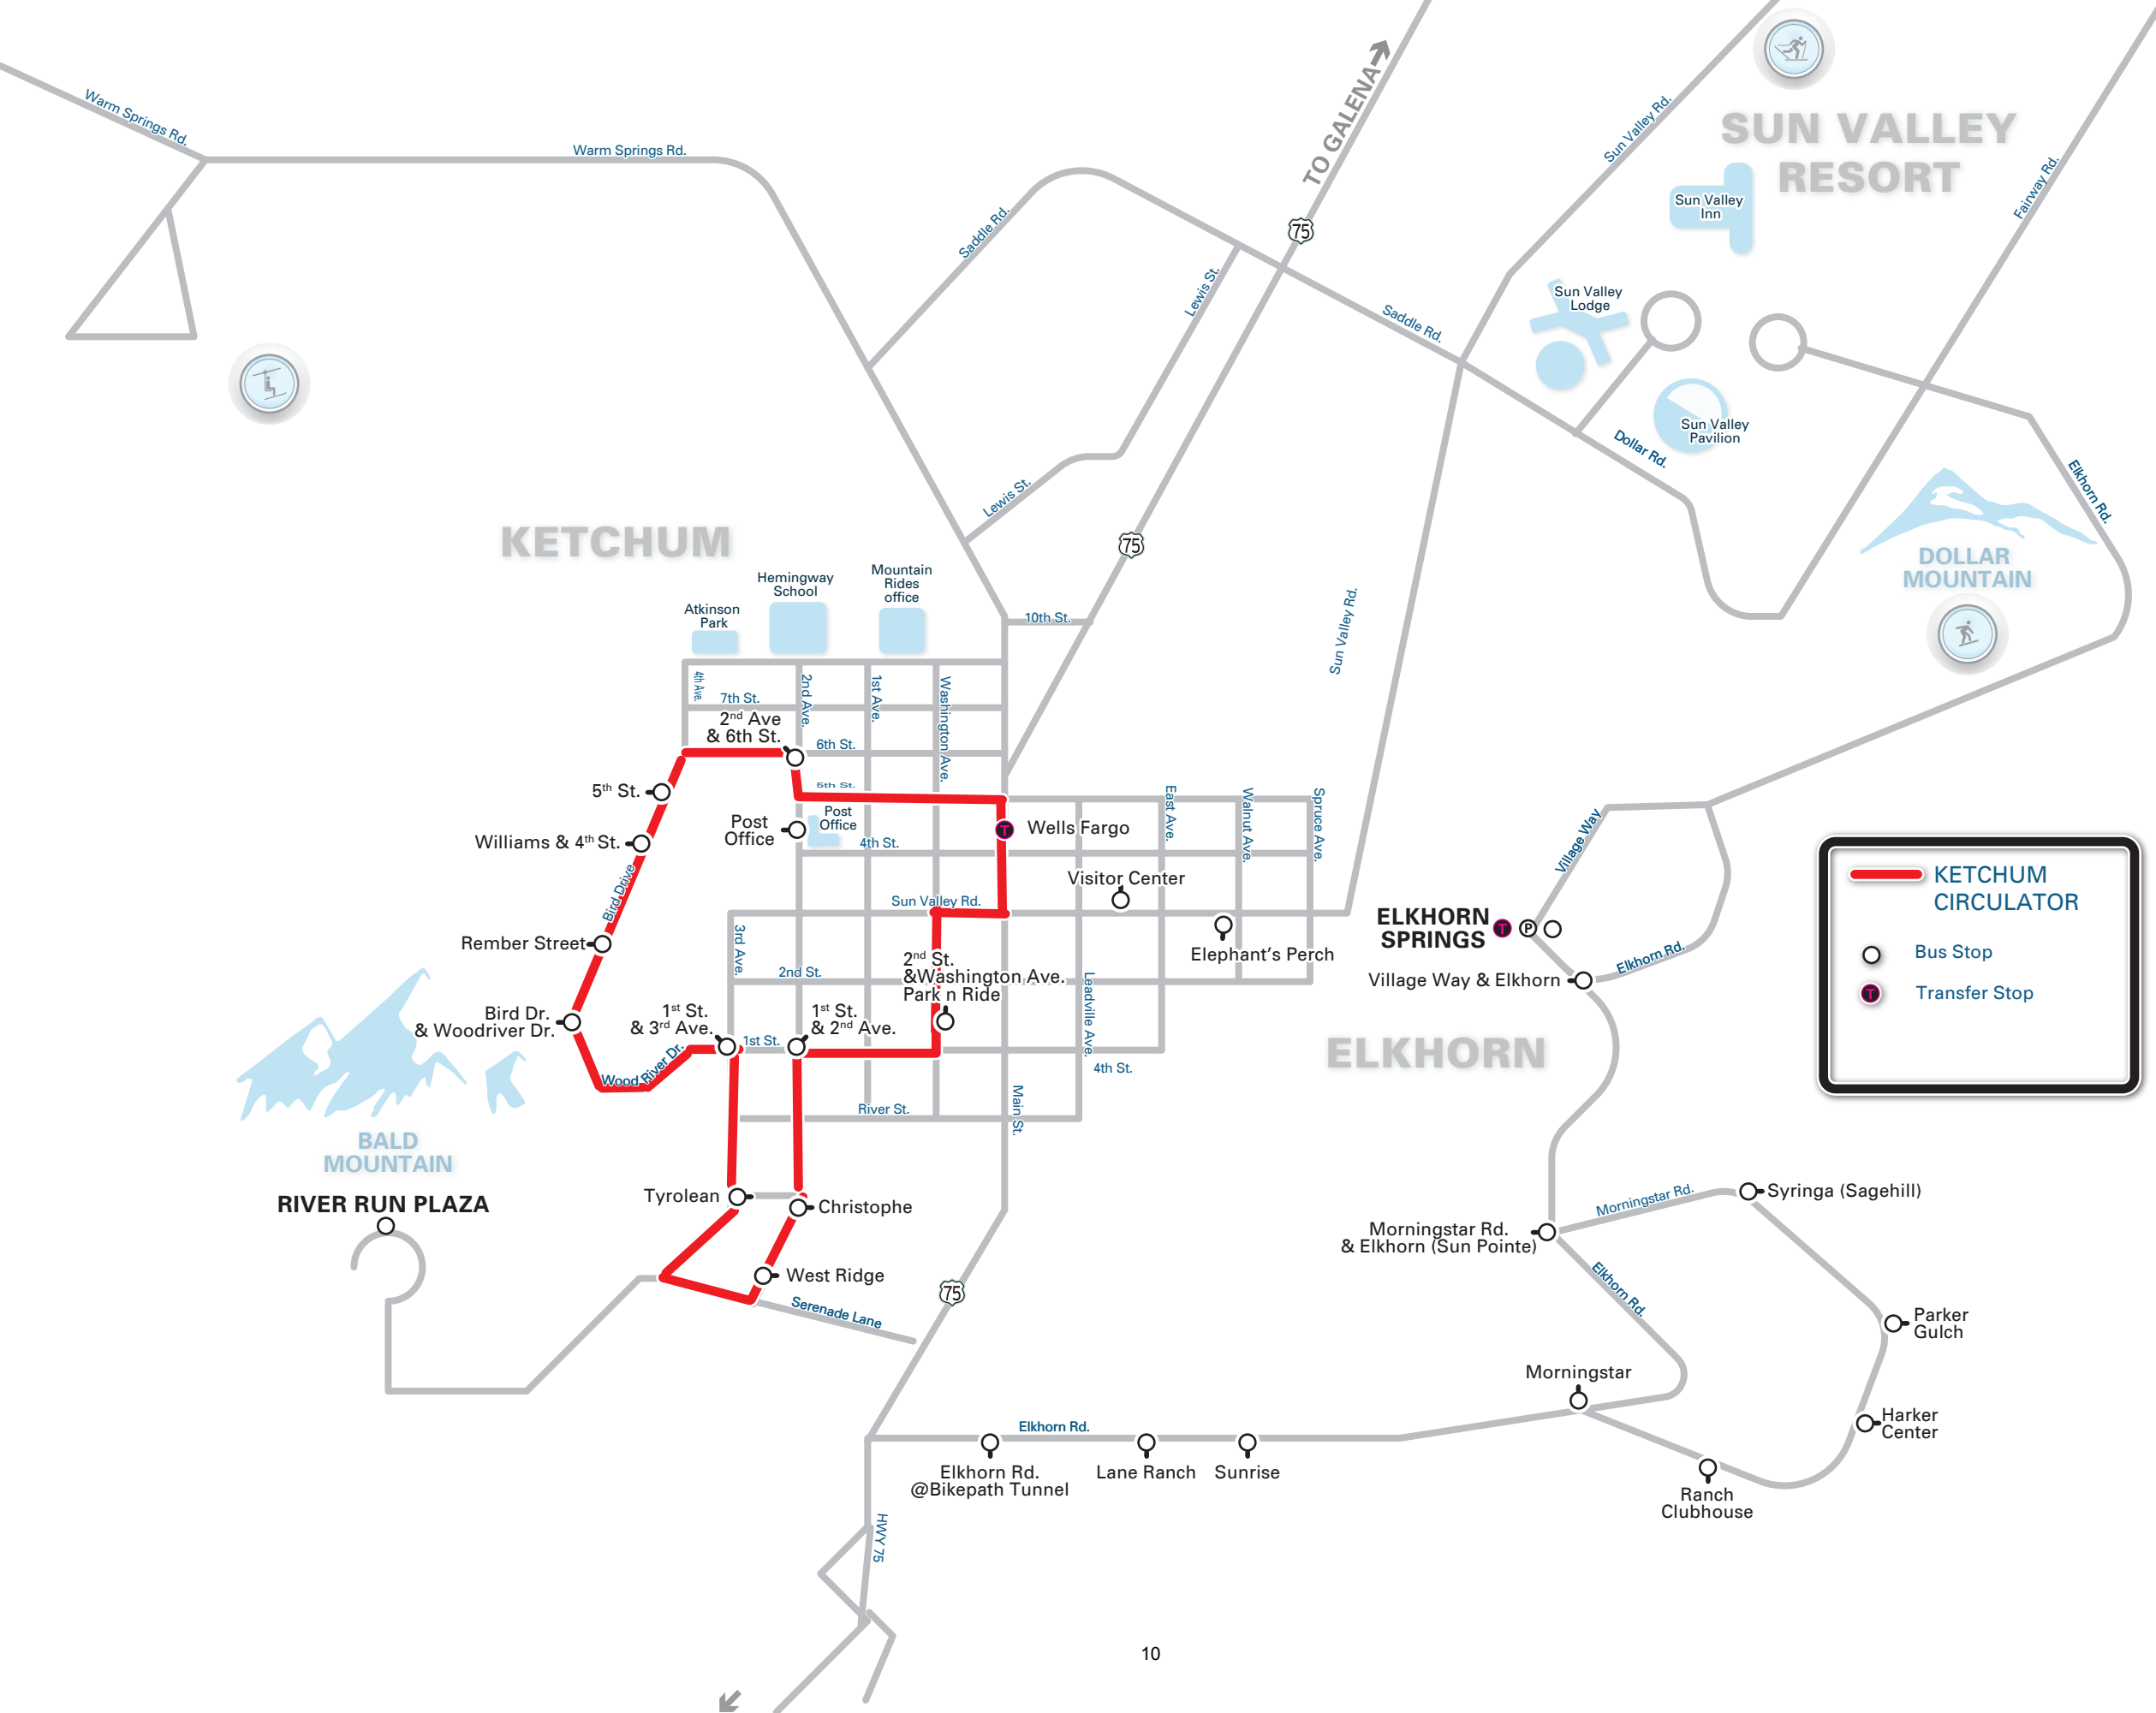 Warm Springs Rd.
Warm Springs Rd.
TO GALENA
75
Saddle Rd.
Lewis St.
Saddle Rd.
Sun Valley Rd.
SUN VALLEY
RESORT
Sun Valley
Inn
Fairway Rd.
Sun Valley
Lodge
Sun Valley
Pavilion
Dollar Rd.
Elkhorn Rd.
DOLLAR
MOUNTAIN
Lewis St.
75
KETCHUM
Atkinson
Park
Hemingway
School
Mountain
Rides
office
10th St.
Sun Valley Rd.
4th Ave.
7th St.
2nd Ave.
1st Ave.
Washington Ave.
2nd Ave
& 6th St.
6th St.
5th St.
5th St.
Williams & 4th St.
Post
Office
Post
Office
4th St.
Wells Fargo
T
East Ave.
Walnut Ave.
Spruce Ave.
Visitor Center
Bird Drive
Sun Valley Rd.
Elephant's Perch
Rember Street
3rd Ave.
2nd St.
2nd St.
&Washington Ave.
Park n Ride
Leadville Ave.
Bird Dr.
& Woodriver Dr.
1st St.
& 3rd Ave.
1st St.
& 2nd Ave.
1st St.
Wood River Dr.
4th St.
River St.
Main St.
Village Way
ELKHORN
SPRINGS
T
P
Village Way & Elkhorn
Elkhorn Rd.
ELKHORN
KETCHUM
CIRCULATOR
Bus Stop
T
Transfer Stop
BALD
MOUNTAIN
RIVER RUN PLAZA
Tyrolean
Christophe
West Ridge
Serenade Lane
75
Morningstar Rd.
Syringa (Sagehill)
Morningstar Rd.
& Elkhorn (Sun Pointe)
Elkhorn Rd.
Parker
Gulch
Morningstar
Harker
Center
Elkhorn Rd.
Elkhorn Rd.
@Bikepath Tunnel
Lane Ranch
Sunrise
Ranch
Clubhouse
HWY 75
10